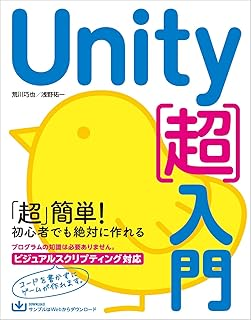 Unity
[超]入門
荒川巧也／浅野祐一
「超」簡単！
初心者でも絶対に作れる
プログラムの知識は必要ありません。
ビジュアルスクリプティング対応
コードを書かずに
ゲームが作れます。
DOWNLOAD
サンプルはWebからダウンロード